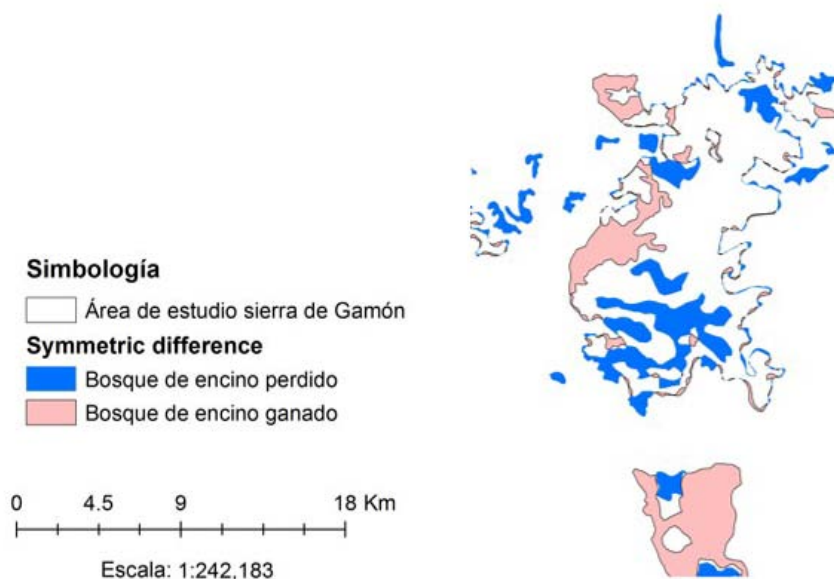 Simbología
Área de estudio sierra de Gamón
Symmetric difference
Bosque de encino perdido
Bosque de encino ganado
0 4.5 9 18 Km
Escala: 1:242,183